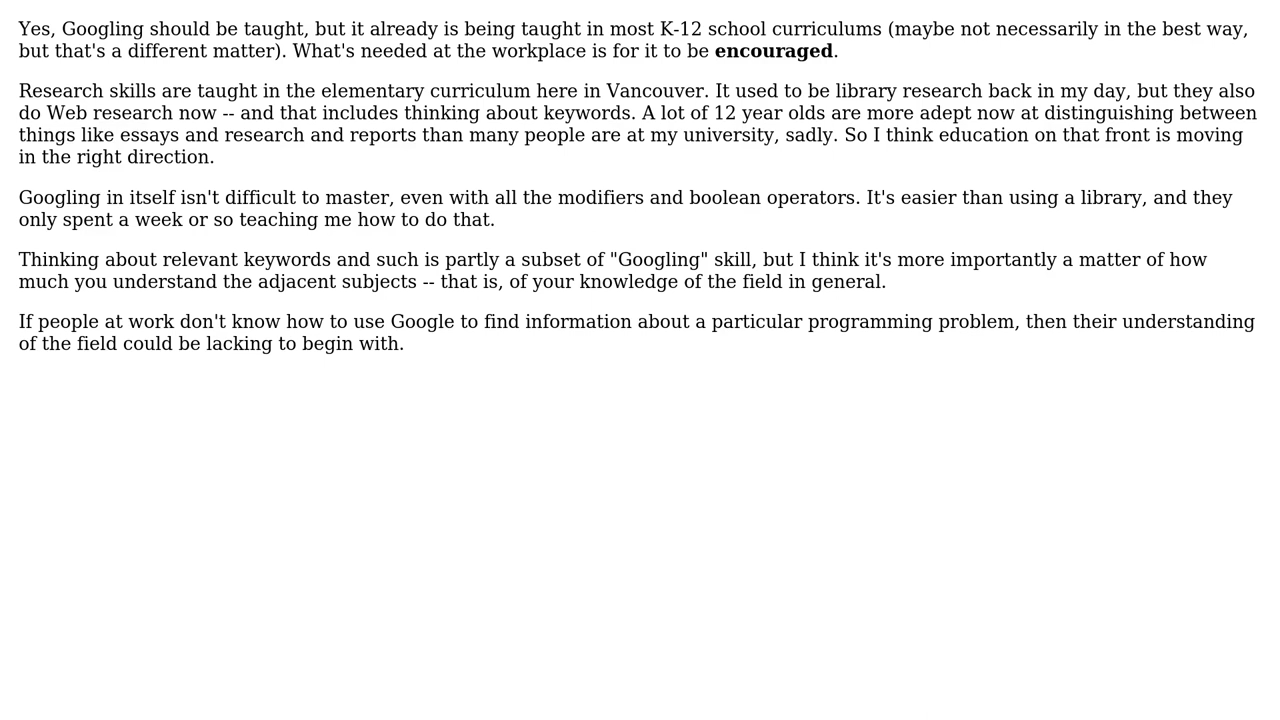 Yes, Googling should be taught, but it already is being taught in most K-12 school curriculums (maybe not necessarily in the best way,
but that's a different matter). What's needed at the workplace is for it to be encouraged.
Research skills are taught in the elementary curriculum here in Vancouver. It used to be library research back in my day, but they also
do Web research now -- and that includes thinking about keywords. A lot of 12 year olds are more adept now at distinguishing between
things like essays and research and reports than many people are at my university, sadly. So I think education on that front is moving
in the right direction.
Googling in itself isn't difficult to master, even with all the modifiers and boolean operators. It's easier than using a library, and they
only spent a week or so teaching me how to do that.
Thinking about relevant keywords and such is partly a subset of "Googling" skill, but I think it's more importantly a matter of how
much you understand the adjacent subjects -- that is, of your knowledge of the field in general.
If people at work don't know how to use Google to find information about a particular programming problem, then their understanding
of the field could be lacking to begin with.